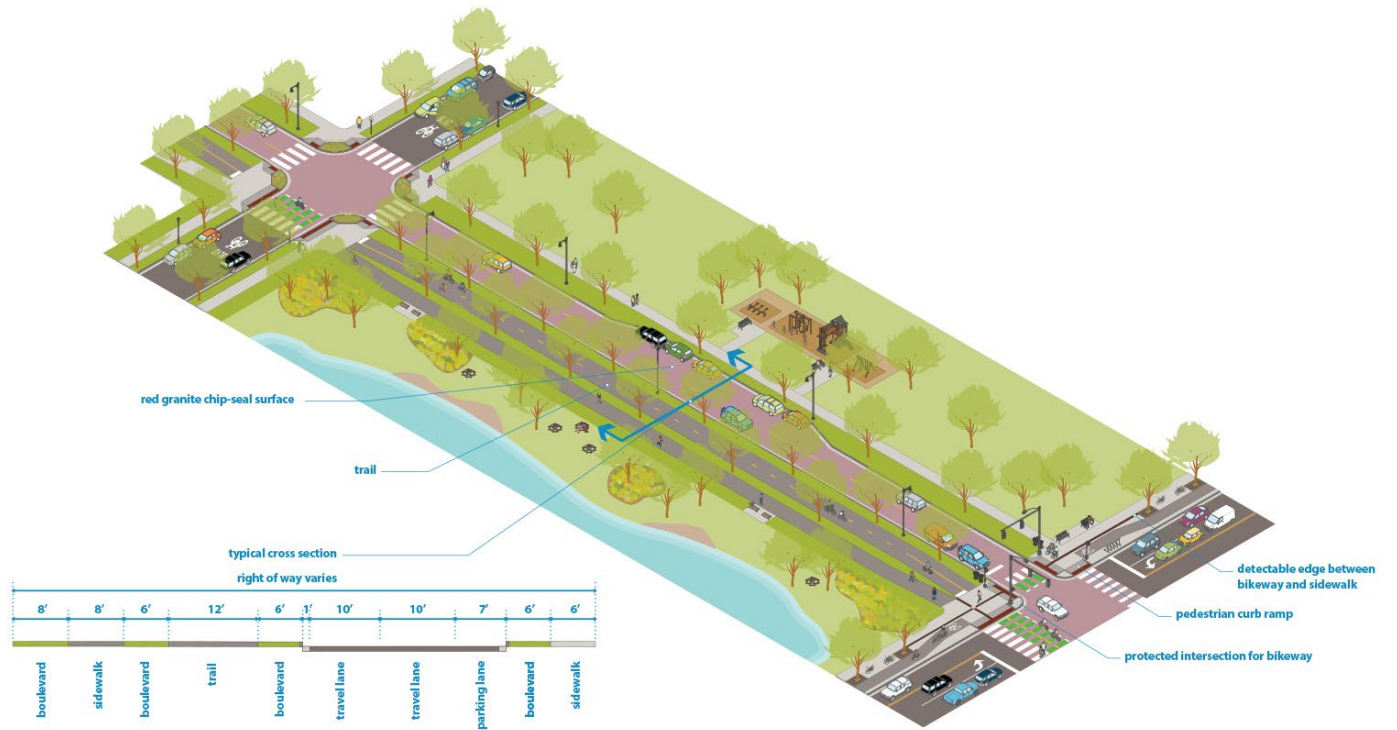 red granite chip-seal surface
trail
typical cross section
right of way varies
8’ 8’ 6’ 12’ 6’ 1’ 10’ 10’ 7’ 6’ 6’
boulevard
sidewalk
boulevard
trail
boulevard
travel lane
travel lane
parking lane
boulevard
sidewalk
detectable edge between
bikeway and sidewalk
pedestrian curb ramp
protected intersection for bikeway